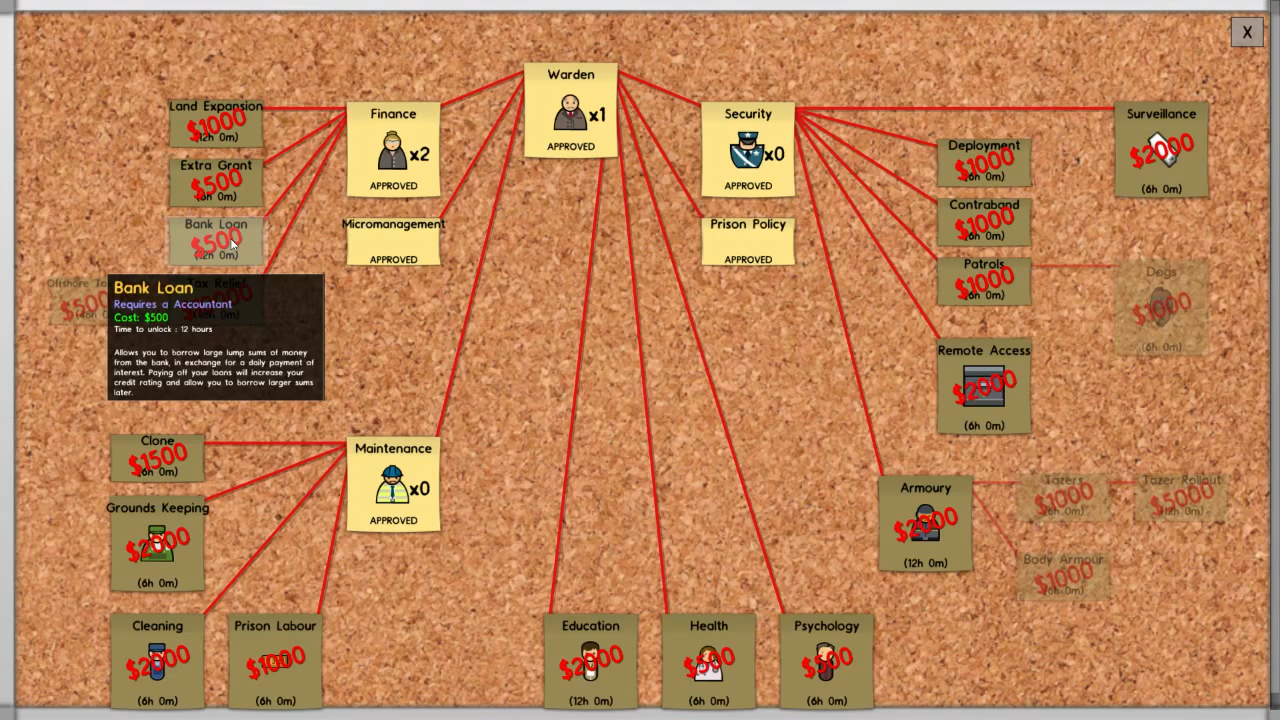 X
Warden
x1
APPROVED
Land Expansion
$1000
(12h 0m)
Finance
x2
APPROVED
Security
x0
APPROVED
Surveillance
$2000
(6h 0m)
Deployment
$1000
(6h 0m)
Extra Grant
$500
(6h 0m)
Contraband
$1000
(6h 0m)
Bank Loan
$500
(12h 0m)
Micromanagement
APPROVED
Prison Policy
APPROVED
Patrols
$1000
(6h 0m)
Dogs
$1000
(6h 0m)
Bank Loan
Requires a Accountant
Cost: $500
Time to unlock : 12 hours
Allows you to borrow large lump sums of money
from the bank, in exchange for a daily payment of
interest. Paying off your loans will increase your
credit rating and allow you to borrow larger sums
later.
Remote Access
$2000
(6h 0m)
Clone
$1500
(6h 0m)
Maintenance
x0
APPROVED
Armoury
$2000
(12h 0m)
Tazers
$1000
(6h 0m)
Tazer Rollout
$5000
(12h 0m)
Grounds Keeping
$2000
(6h 0m)
Body Armour
$1000
(6h 0m)
Cleaning
$2000
(6h 0m)
Prison Labour
$1000
(6h 0m)
Education
$2000
(12h 0m)
Health
$500
(6h 0m)
Psychology
$500
(6h 0m)